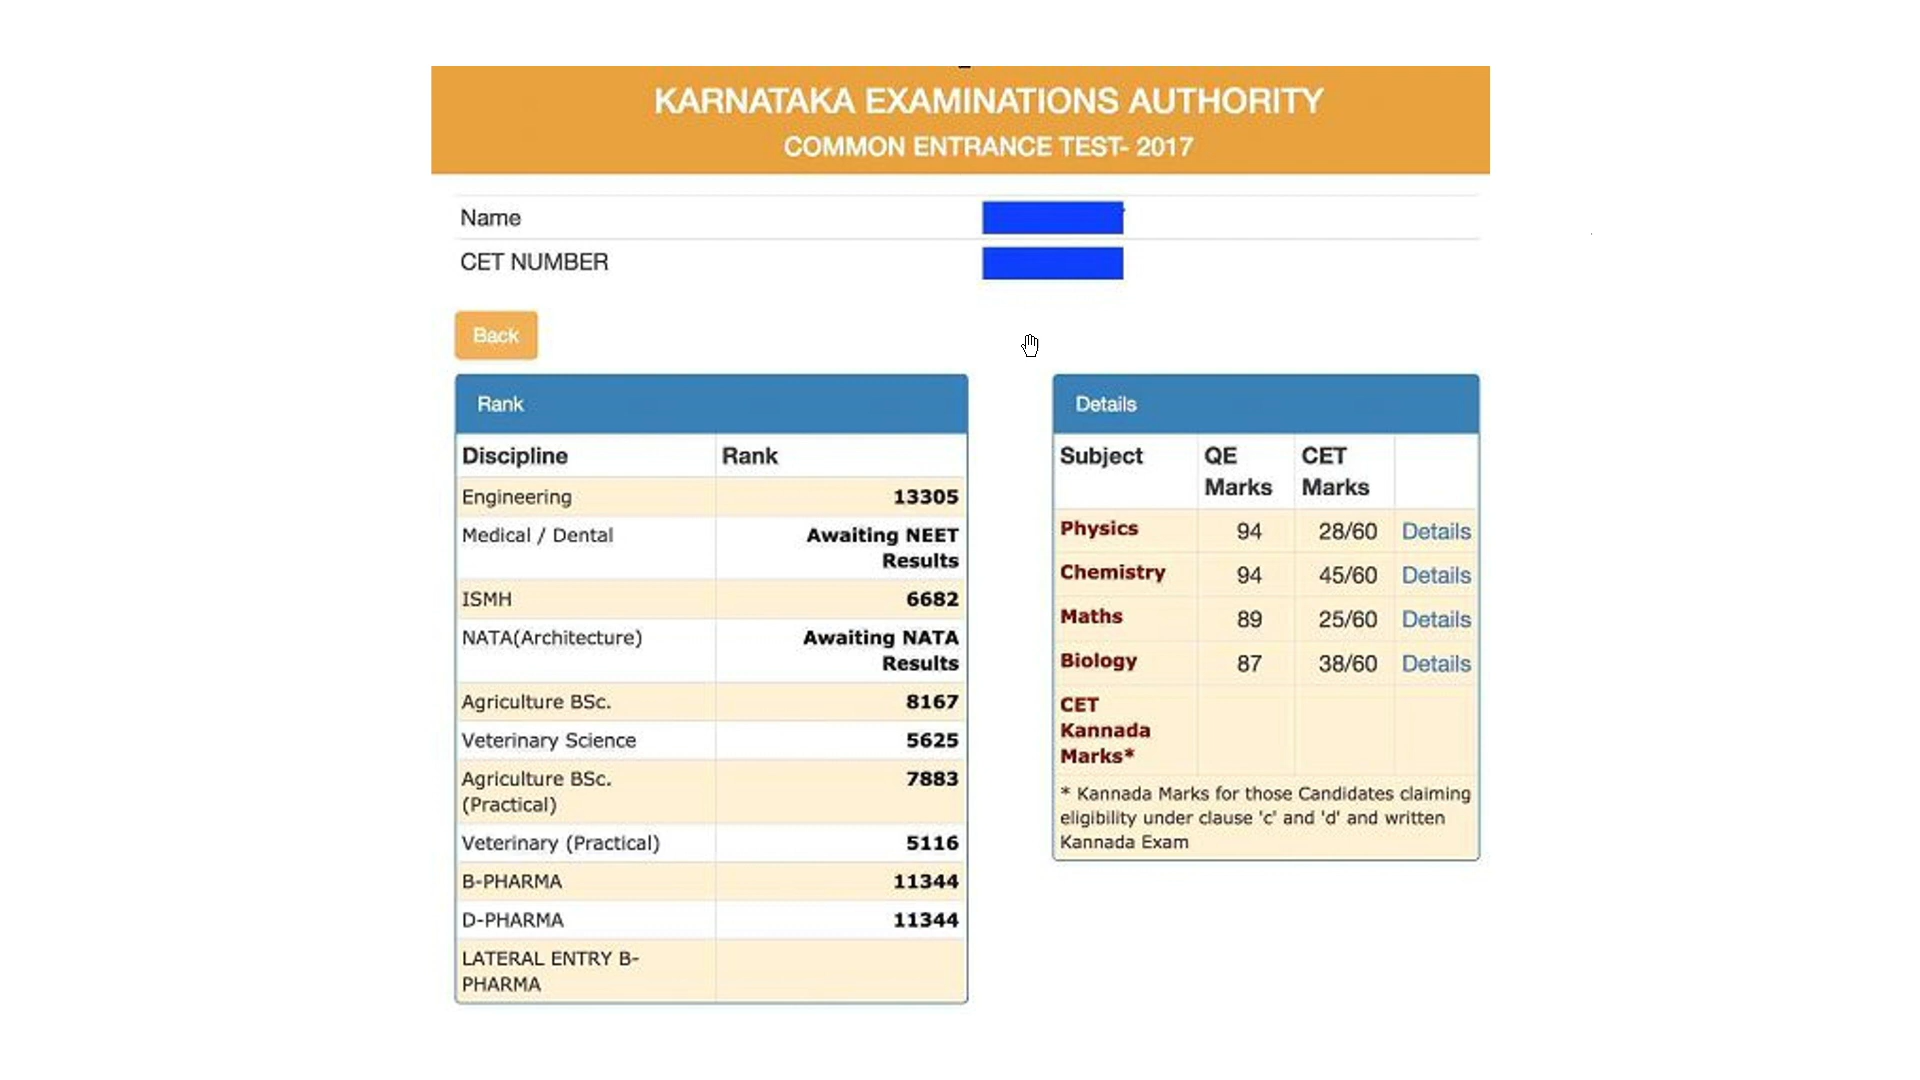 KARNATAKA EXAMINATIONS AUTHORITY
COMMON ENTRANCE TEST- 2017
Name
CET NUMBER
Back
Rank
Discipline Rank
Engineering 13305
Medical / Dental Awaiting NEET
Results
ISMH 6682
NATA(Architecture) Awaiting NATA
Results
Agriculture BSc. 8167
Veterinary Science 5625
Agriculture BSc. 7883
(Practical)
Veterinary (Practical) 5116
B-PHARMA 11344
D-PHARMA 11344
LATERAL ENTRY B-
PHARMA
Details
Subject QE CET
Marks Marks
Physics 94 28/60 Details
Chemistry 94 45/60 Details
Maths 89 25/60 Details
Biology 87 38/60 Details
CET
Kannada
Marks*
* Kannada Marks for those Candidates claiming
eligibility under clause 'c' and 'd' and written
Kannada Exam